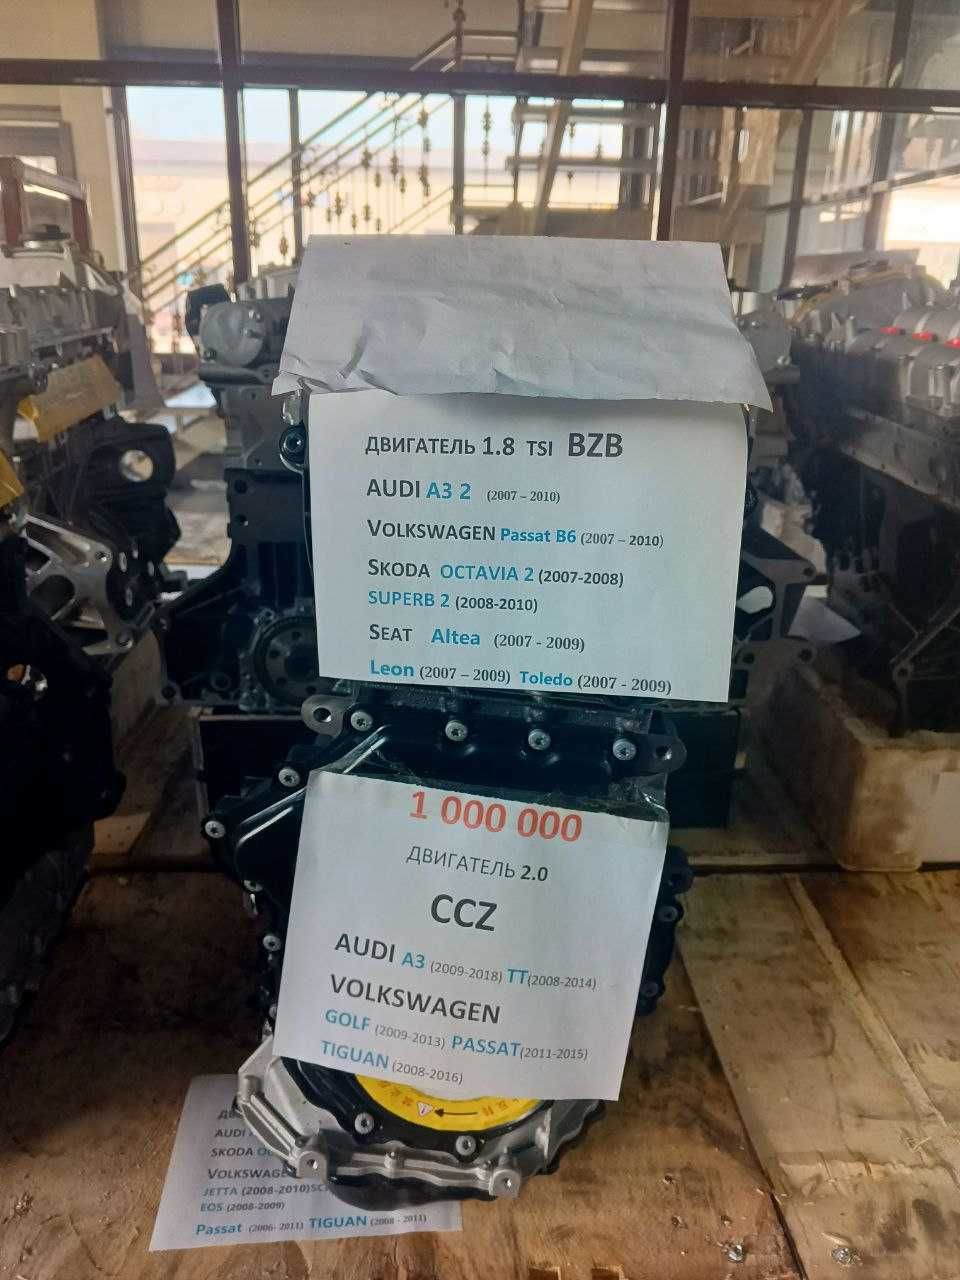 ДВИГАТЕЛЬ 1.8 TSI BZB
AUDI A3 2 (2007 – 2010)
VOLKSWAGEN Passat B6 (2007 – 2010)
SKODA OCTAVIA 2 (2007-2008)
SUPERB 2 (2008-2010)
SEAT Altea (2007 - 2009)
Leon (2007 – 2009) Toledo (2007 - 2009)
1 000 000
ДВИГАТЕЛЬ 2.0
CCZ
AUDI A3 (2009-2018) TT(2008-2014)
VOLKSWAGEN
GOLF (2009-2013) PASSAT(2011-2015)
TIGUAN (2008-2016)
AUDI
SKODA
VOLKSWAGE
JETTA (2008-2010)
EOS (2008-2009)
Passat (2006- 2011) TIGUAN (2008 - 2011)